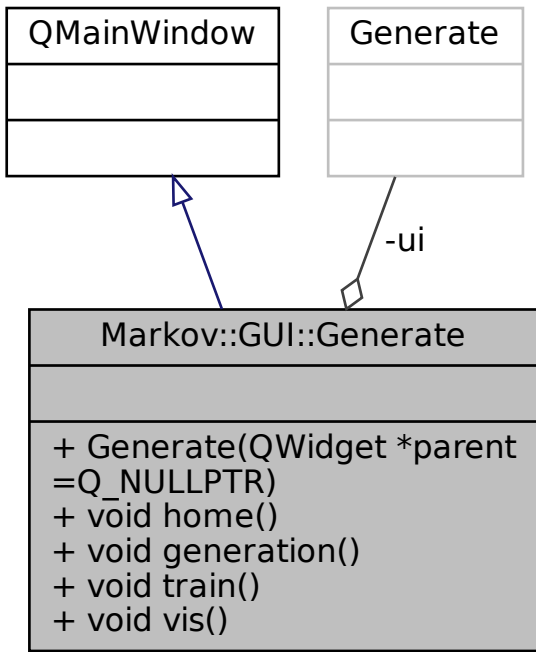 QMainWindow
Generate
-ui
Markov::GUI::Generate
+ Generate(QWidget *parent
=Q_NULLPTR)
+ void home()
+ void generation()
+ void train()
+ void vis()